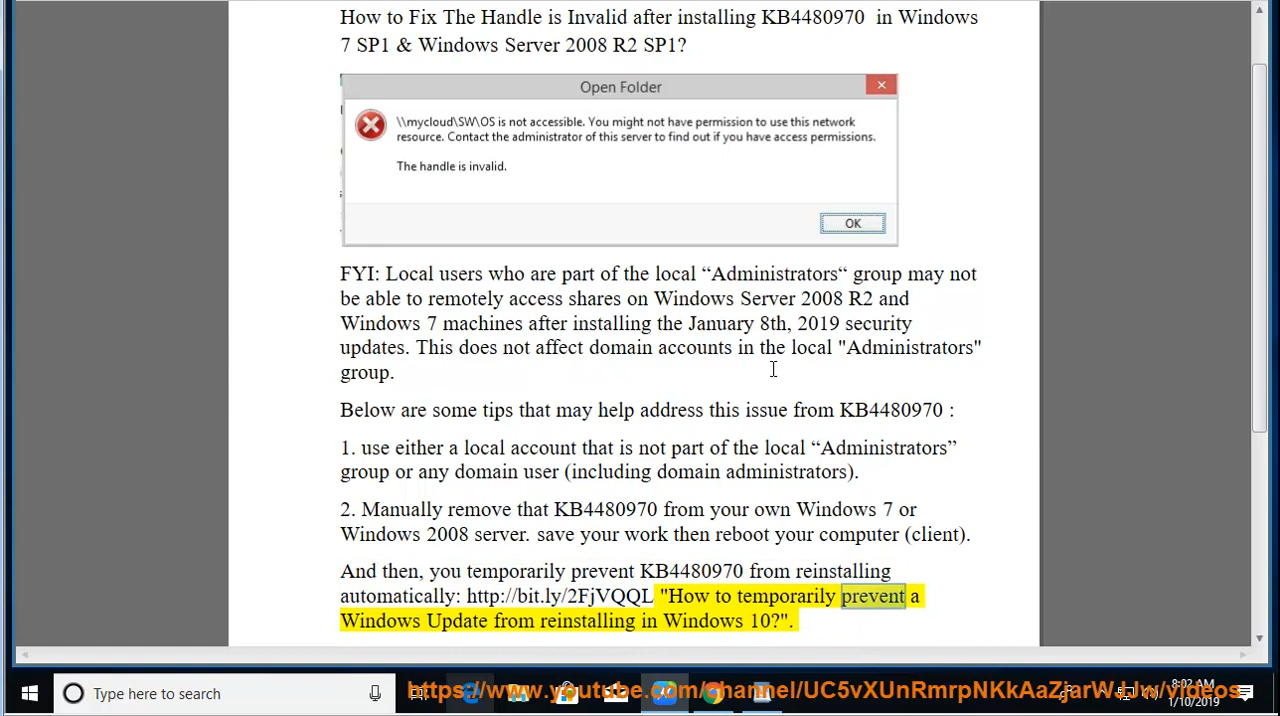 How to Fix The Handle is Invalid after installing KB4480970 in Windows
7 SP1 & Windows Server 2008 R2 SP1?
Open Folder
\\mycloud\SW\OS is not accessible. You might not have permission to use this network
resource. Contact the administrator of this server to find out if you have access permissions.
The handle is invalid.
OK
FYI: Local users who are part of the local “Administrators“ group may not
be able to remotely access shares on Windows Server 2008 R2 and
Windows 7 machines after installing the January 8th, 2019 security
updates. This does not affect domain accounts in the local "Administrators"
group.
Below are some tips that may help address this issue from KB4480970 :
1. use either a local account that is not part of the local “Administrators”
group or any domain user (including domain administrators).
2. Manually remove that KB4480970 from your own Windows 7 or
Windows 2008 server. save your work then reboot your computer (client).
And then, you temporarily prevent KB4480970 from reinstalling
automatically: http://bit.ly/2FjVQQL "How to temporarily prevent a
Windows Update from reinstalling in Windows 10?".
Type here to search
https://www.youtube.com/channel/UC5vXUnRmrpNKkAaZjarWJJw/videos
8:02 AM
1/10/2019